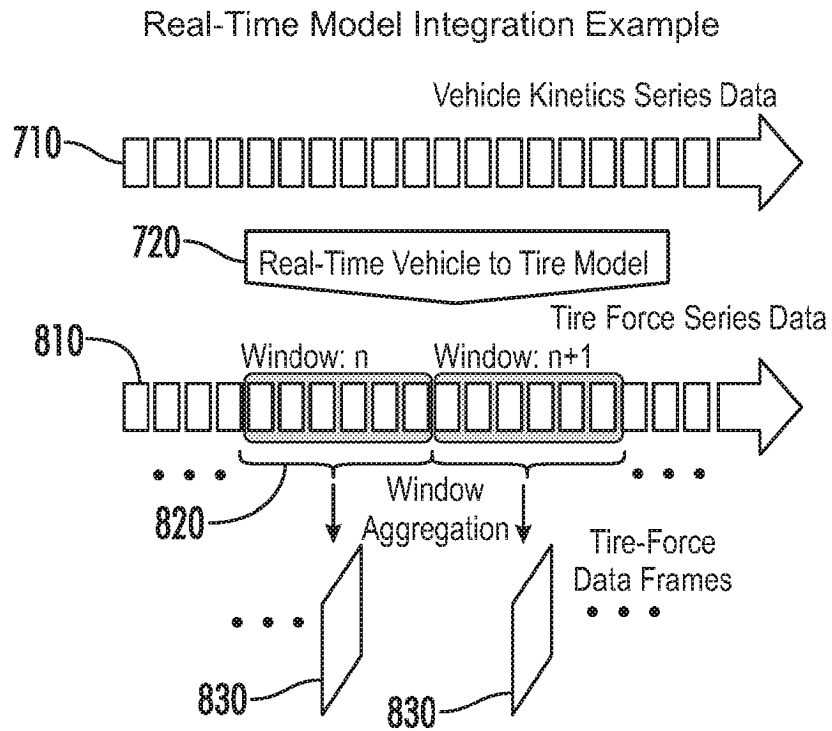 Real-Time Model Integration Example
Vehicle Kinetics Series Data
710
720
Real-Time Vehicle to Tire Model
Tire Force Series Data
810
Window: n
Window: n+1
820
Window
Aggregation
Tire-Force
Data Frames
830
830